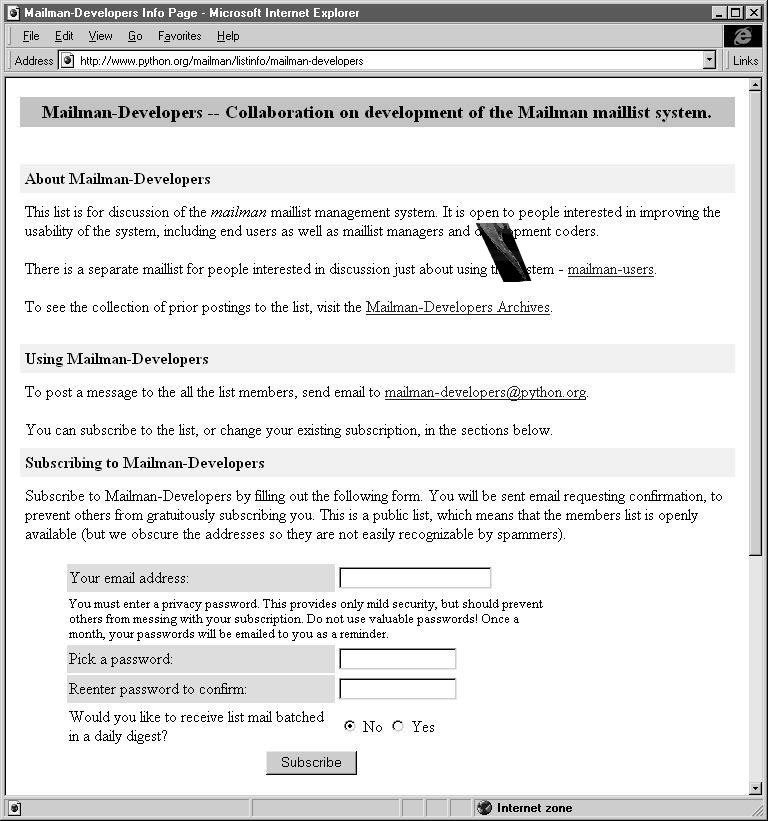 Mailman-Developers Info Page - Microsoft Internet Explorer
File Edit View Go Favorites Help
Address http://www.python.org/mailman/listinfo/mailman-developers Links
Mailman-Developers -- Collaboration on development of the Mailman maillist system.
About Mailman-Developers
This list is for discussion of the mailman maillist management system. It is open to people interested in improving the
usability of the system, including end users as well as maillist managers and coders.
There is a separate maillist for people interested in discussion just about using - mailman-users.
To see the collection of prior postings to the list, visit the Mailman-Developers Archives.
Using Mailman-Developers
To post a message to the all the list members, send email to mailman-developers@python.org.
You can subscribe to the list, or change your existing subscription, in the sections below.
Subscribing to Mailman-Developers
Subscribe to Mailman-Developers by filling out the following form. You will be sent email requesting confirmation, to
prevent others from gratuitously subscribing you. This is a public list, which means that the members list is openly
available (but we obscure the addresses so they are not easily recognizable by spammers).
Your email address:
You must enter a privacy password. This provides only mild security, but should prevent
others from messing with your subscription. Do not use valuable passwords! Once a
month, your passwords will be emailed to you as a reminder.
Pick a password:
Reenter password to confirm:
Would you like to receive list mail batched
in a daily digest?
No Yes
Subscribe
Internet zone